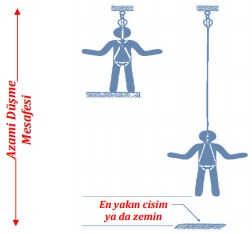 Azami Düşme
Mesafesi
En yakın cisim
ya da zemin